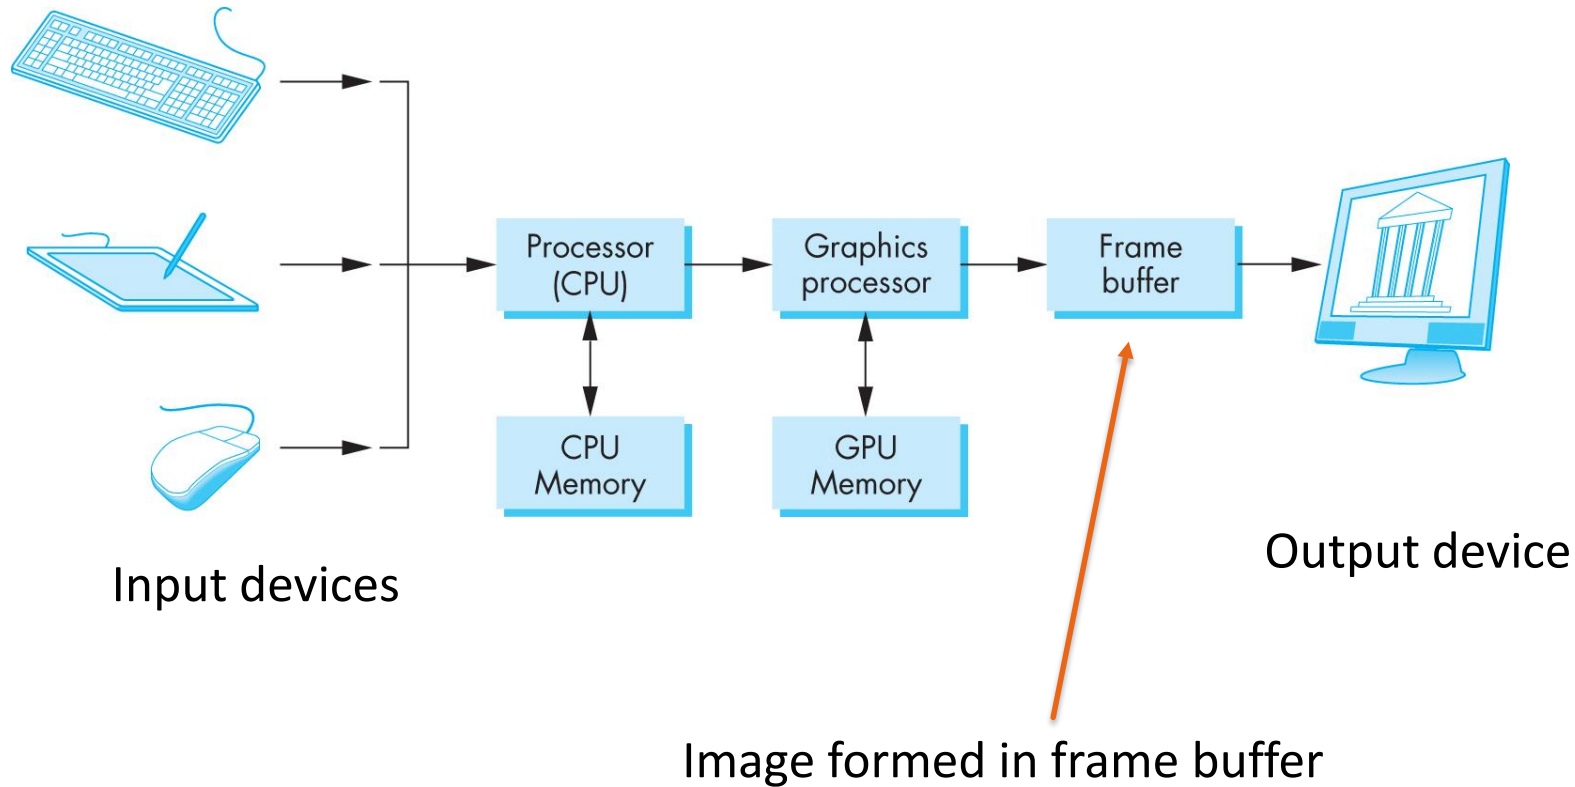 Processor
(CPU)
Graphics
processor
Frame
buffer
CPU
Memory
GPU
Memory
Input devices
Output device
Image formed in frame buffer